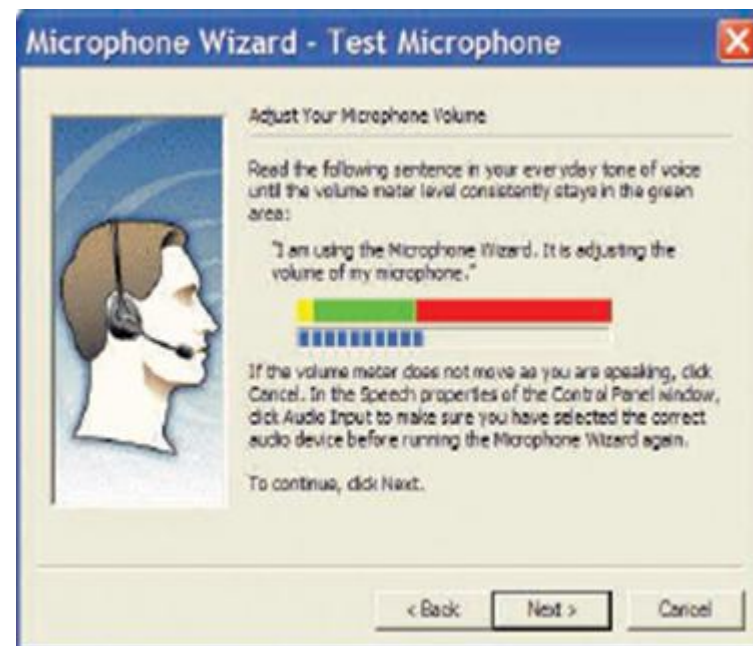 Microphone Wizard - Test Microphone
Adjust Your Microphone Volume
Read the following sentence in your everyday tone of voice
until the volume meter level consistently stays in the green
area:
"I am using the Microphone Wizard. It is adjusting the
volume of my microphone."
If the volume meter does not move as you are speaking, click
Cancel. In the Speech properties of the Control Panel window,
click Audio Input to make sure you have selected the correct
audio device before running the Microphone Wizard again.
To continue, click Next.
< Back
Next >
Cancel